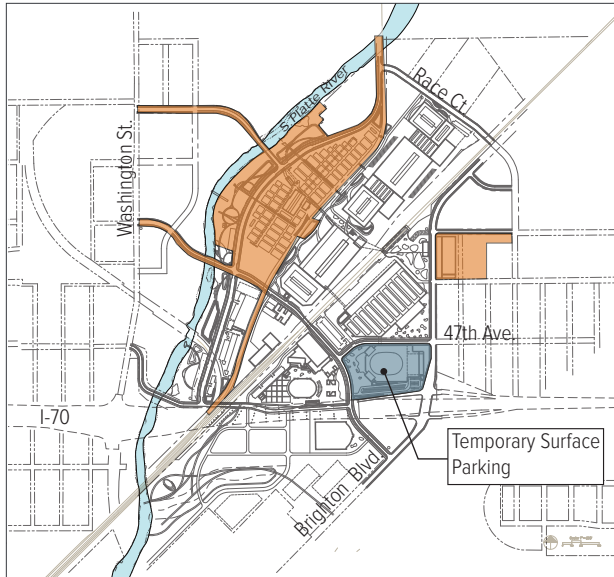 Race Ct.
S Platte River
Washington St.
47th Ave.
I-70
Temporary Surface
Parking
Brighton Blvd.